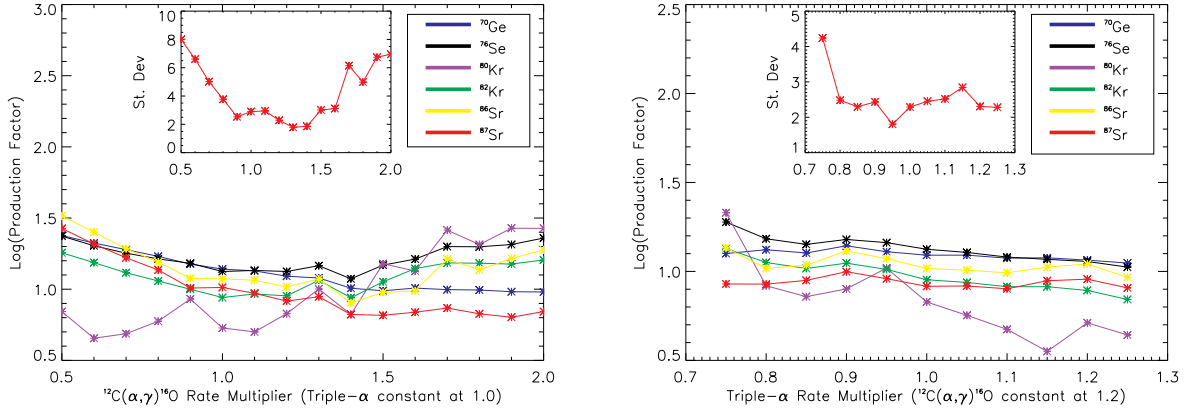 3.0
2.5
2.0
1.5
1.0
0.5
Log(Production Factor)
0.5
1.0
1.5
2.0
¹²C(α,γ)¹⁶O Rate Multiplier (Triple-α constant at 1.0)
10
8
6
4
2
0
St. Dev
0.5
1.0
1.5
2.0
⁷⁰Ge
⁷⁶Se
⁸⁰Kr
⁸²Kr
⁸⁶Sr
⁸⁷Sr
2.5
2.0
1.5
1.0
0.5
Log(Production Factor)
0.7
0.8
0.9
1.0
1.1
1.2
1.3
Triple-α Rate Multiplier (¹²C(α,γ)¹⁶O constant at 1.2)
5
4
3
2
1
St. Dev
0.7
0.8
0.9
1.0
1.1
1.2
1.3
⁷⁰Ge
⁷⁶Se
⁸⁰Kr
⁸²Kr
⁸⁶Sr
⁸⁷Sr